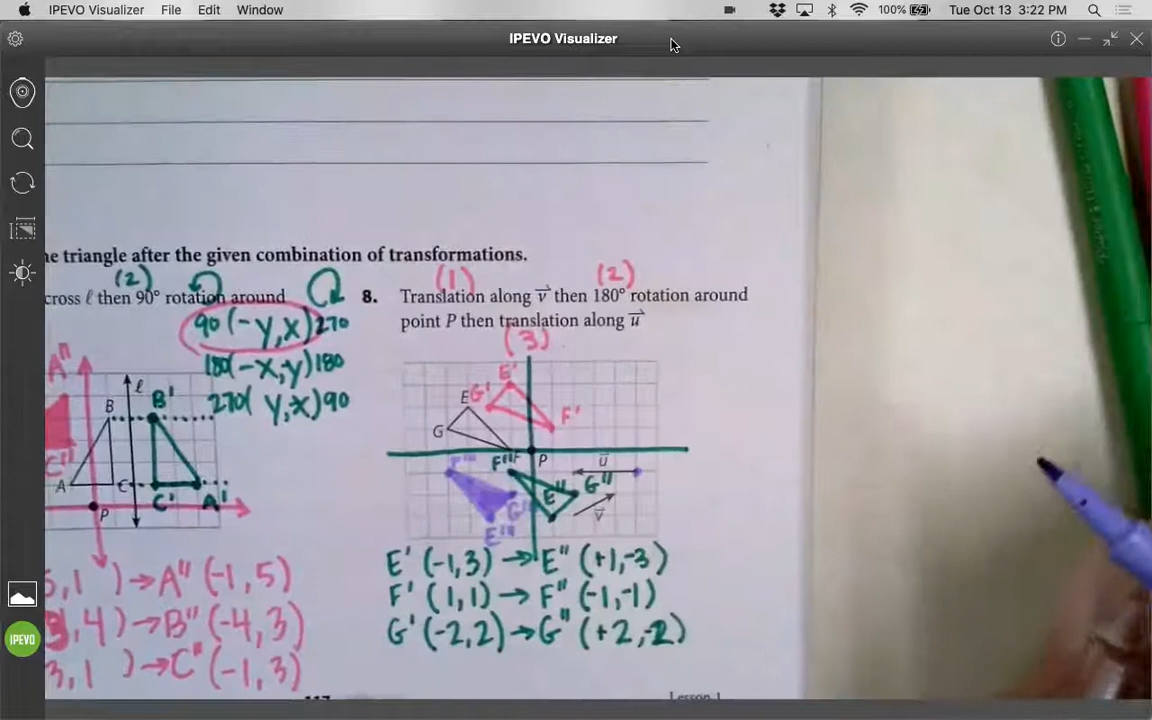 IPEVO Visualizer File Edit Window 100% Tue Oct 13 3:22 PM
IPEVO Visualizer
e triangle after the given combination of transformations.
(2)
cross ℓ then 90° rotation around
90(-y,x)270
180(-x,-y)180
270( y,x)90
A"
B
ℓ
B'
C"
A
C
C'
A'
P
5,1 )→A" (-1,5)
3,4 )→B" (-4,3)
3,1 )→C" (-1,3)
(1) (2)
8. Translation along v⃗ then 180° rotation around
point P then translation along u⃗
(3)
E'
G'
E
F'
G
F"'
F"
P
u⃗
G"
E"
G"'
v⃗
E"'
E' (-1,3)→E" (+1,-3)
F' (1,1)→F" (-1,-1)
G' (-2,2)→G" (+2,-2)
Lesson 1
IPEVO